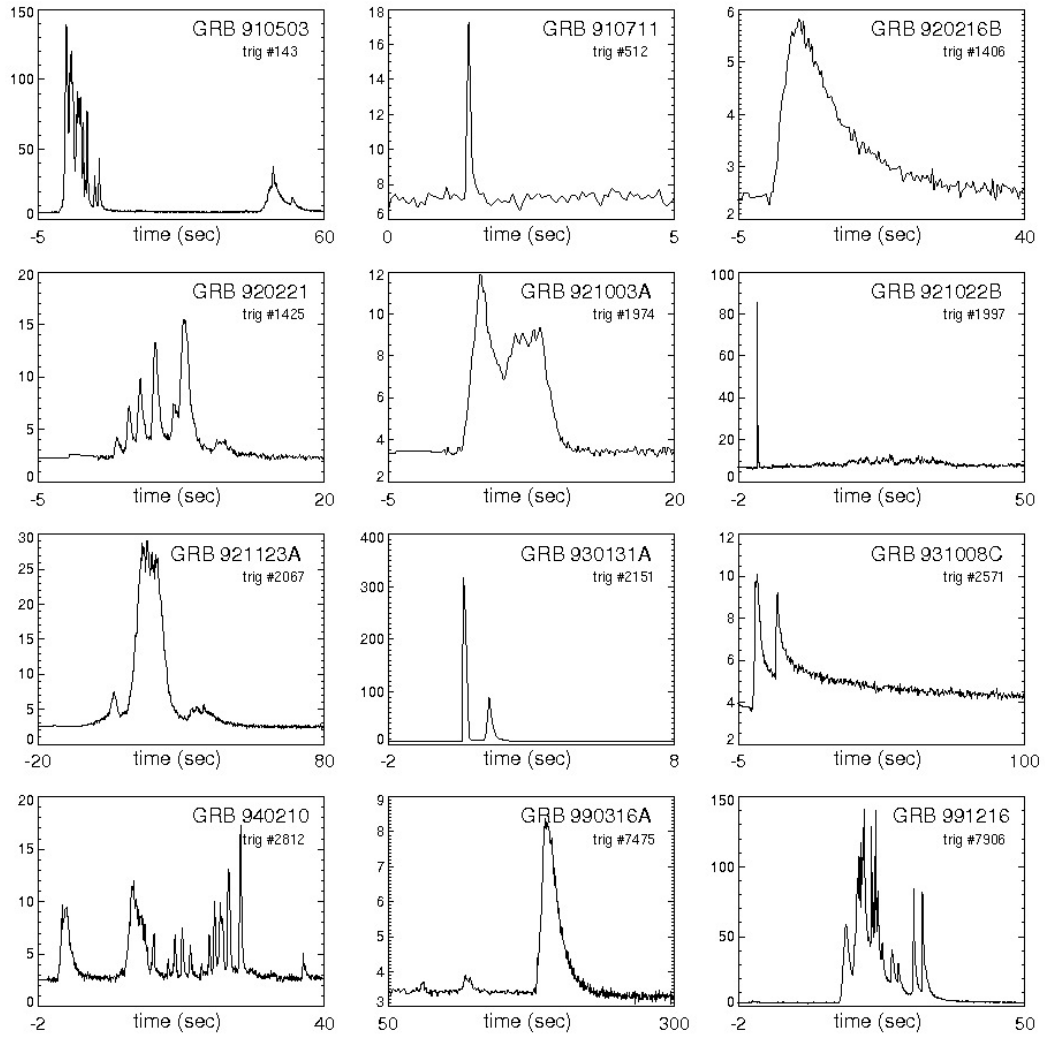 GRB 910503
trig #143
150
100
50
0
-5
time (sec)
60
GRB 910711
trig #512
18
16
14
12
10
8
6
0
time (sec)
5
GRB 920216B
trig #1406
6
5
4
3
2
-5
time (sec)
40
GRB 920221
trig #1425
20
15
10
5
0
-5
time (sec)
20
GRB 921003A
trig #1974
12
10
8
6
4
2
-5
time (sec)
20
GRB 921022B
trig #1997
100
80
60
40
20
0
-2
time (sec)
50
GRB 921123A
trig #2067
30
25
20
15
10
5
0
-20
time (sec)
80
GRB 930131A
trig #2151
400
300
200
100
0
-2
time (sec)
8
GRB 931008C
trig #2571
12
10
8
6
4
2
-5
time (sec)
100
GRB 940210
trig #2812
20
15
10
5
0
-2
time (sec)
40
GRB 990316A
trig #7475
9
8
7
6
5
4
3
50
time (sec)
300
GRB 991216
trig #7906
150
100
50
0
-2
time (sec)
50